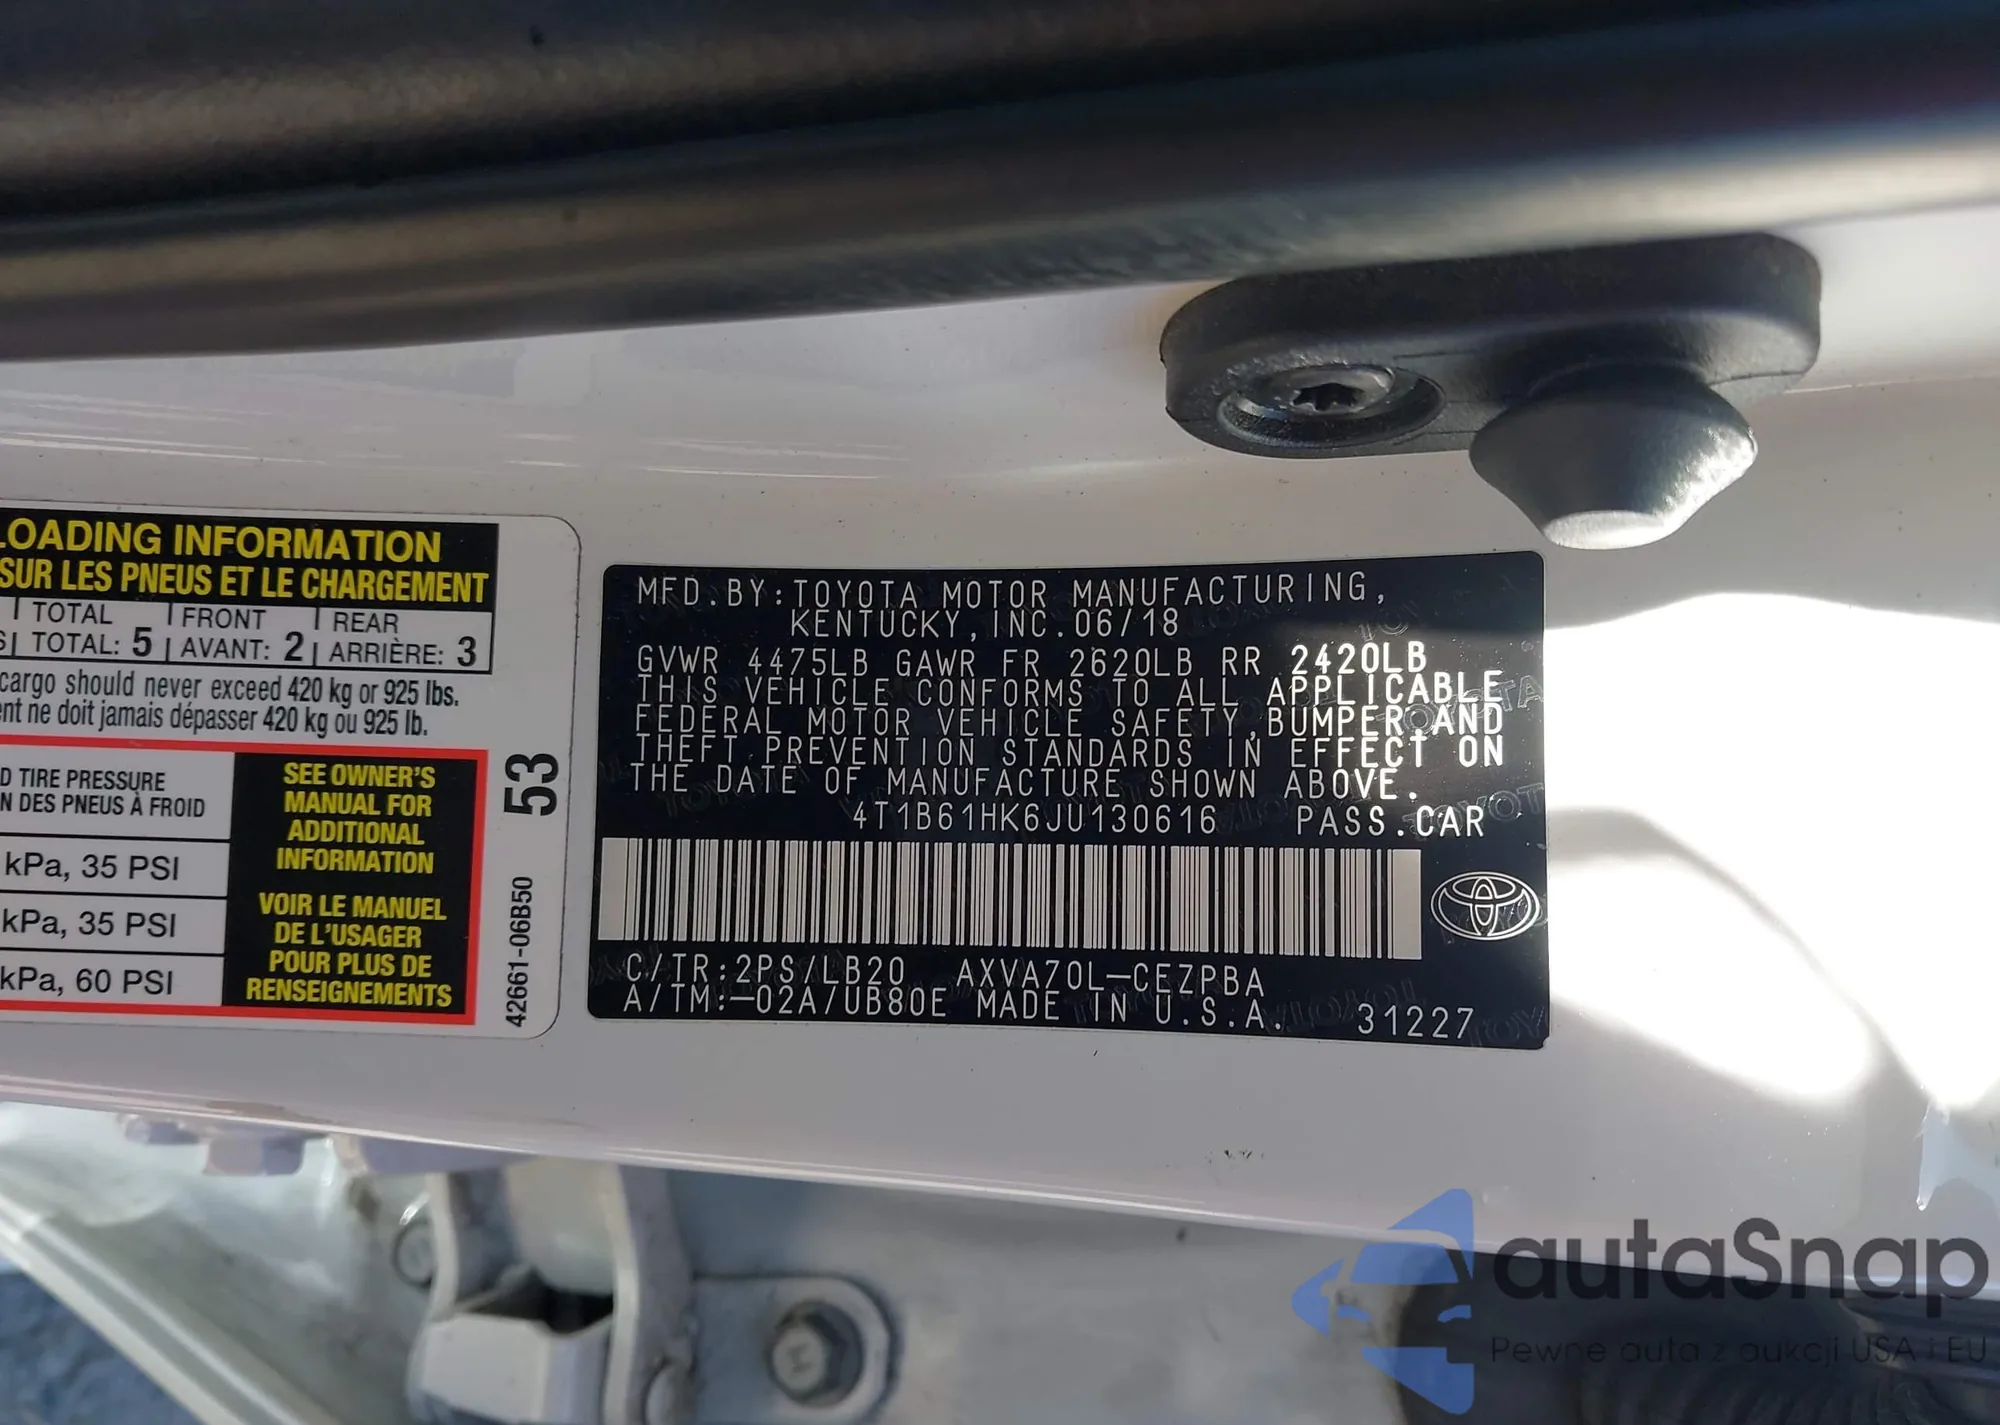 LOADING INFORMATION
SUR LES PNEUS ET LE CHARGEMENT
TOTAL FRONT REAR
TOTAL: 5 AVANT: 2 ARRIÈRE: 3
cargo should never exceed 420 kg or 925 lbs.
ne doit jamais dépasser 420 kg ou 925 lb.
TIRE PRESSURE
DES PNEUS À FROID
kPa, 35 PSI
kPa, 35 PSI
kPa, 60 PSI
SEE OWNER'S
MANUAL FOR
ADDITIONAL
INFORMATION
VOIR LE MANUEL
DE L'USAGER
POUR PLUS DE
RENSEIGNEMENTS
53
42661-06B50
MFD.BY:TOYOTA MOTOR MANUFACTURING,
KENTUCKY,INC.06/18
GVWR 4475LB GAWR FR 2620LB RR 2420LB
THIS VEHICLE CONFORMS TO ALL APPLICABLE
FEDERAL MOTOR VEHICLE SAFETY,BUMPER,AND
THEFT PREVENTION STANDARDS IN EFFECT ON
THE DATE OF MANUFACTURE SHOWN ABOVE.
4T1B61HK6JU130616 PASS.CAR
C/TR:2PS/LB20 AXVA70L-CEZPBA
A/TM:-02A/UB80E MADE IN U.S.A. 31227
autaSnap
Pewne auta z aukcji USA i EU